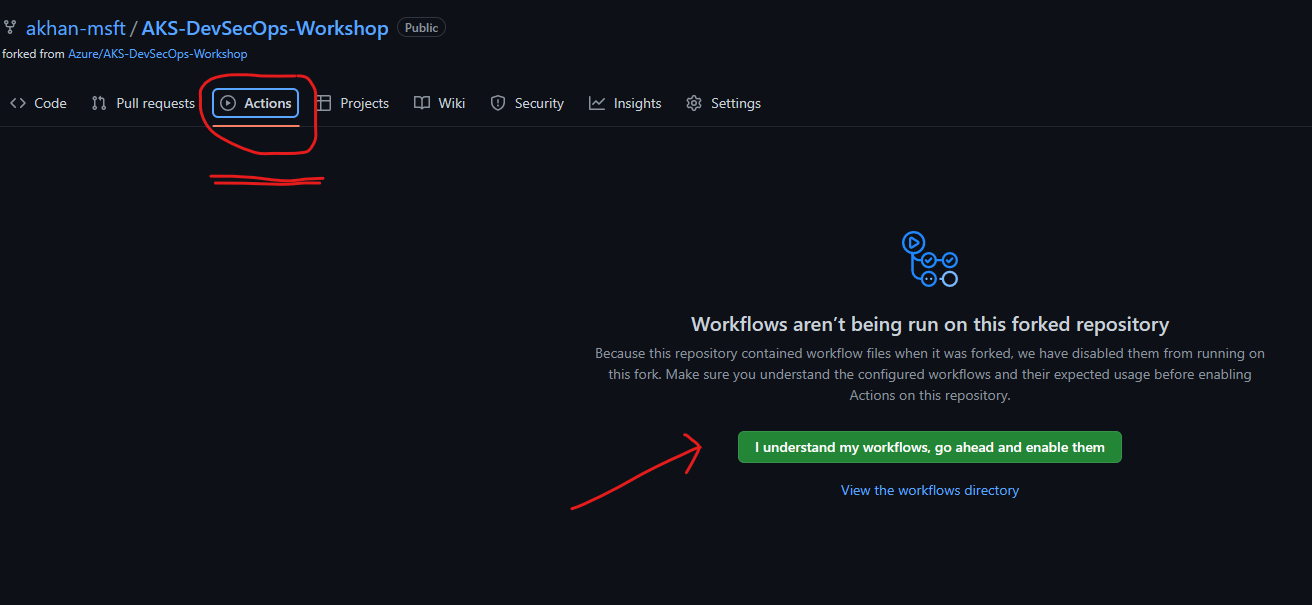 akhan-msft / AKS-DevSecOps-Workshop Public
forked from Azure/AKS-DevSecOps-Workshop
Code Pull requests Actions Projects Wiki Security Insights Settings
Workflows aren’t being run on this forked repository
Because this repository contained workflow files when it was forked, we have disabled them from running on
this fork. Make sure you understand the configured workflows and their expected usage before enabling
Actions on this repository.
I understand my workflows, go ahead and enable them
View the workflows directory